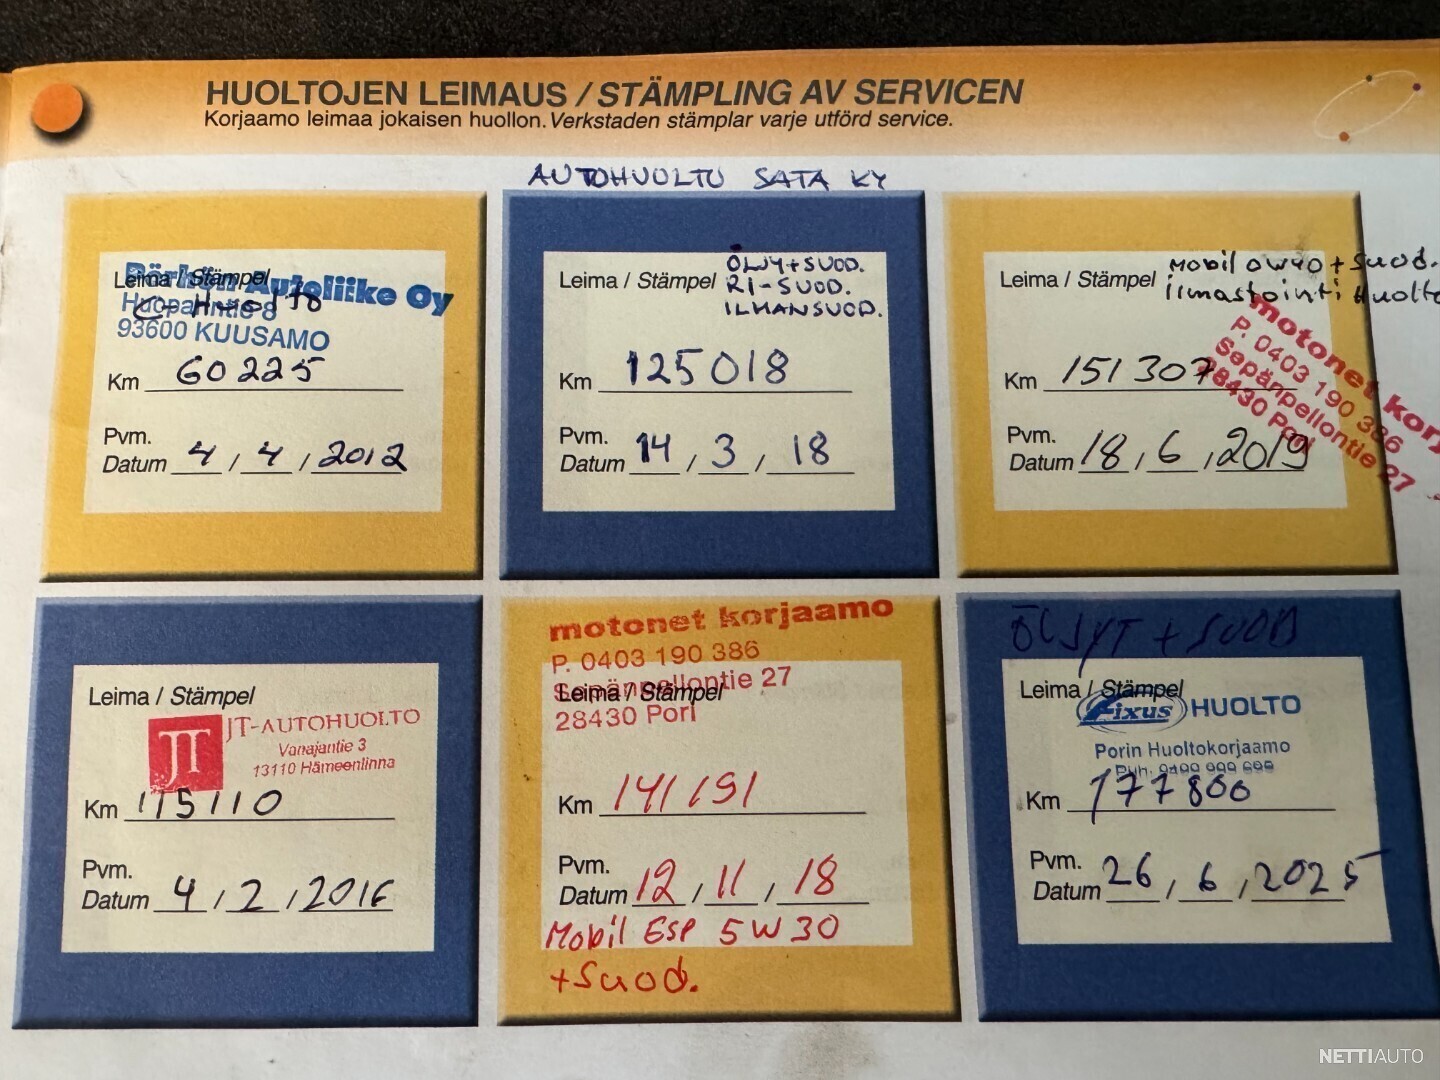 HUOLTOJEN LEIMAUS / STÄMPLING AV SERVICEN
Korjaamo leimaa jokaisen huollon. Verkstaden stämplar varje utförd service.
AUTOHUOLTO SATA KY
Leima / Stämpel
Autoliike Oy
Huolto
93600 KUUSAMO
Km 60225
Pvm.
Datum 4 / 4 / 2012
Leima / Stämpel
ÖLJY+SUOD.
RI-SUOD.
ILMANSUOD.
Km 125018
Pvm.
Datum 14 / 3 / 18
Leima / Stämpel
Mobil 0W40 + Suod.
ilmastointi Huolto
motonet korj
P. 0403 190 386
Sepänpellontie 27
28430 Pori
Km 151307
Pvm.
Datum 18 / 6 / 2019
Leima / Stämpel
JT
JT-AUTOHUOLTO
Vanajantie 3
13110 Hämeenlinna
Km 115110
Pvm.
Datum 4 / 2 / 2016
motonet korjaamo
P. 0403 190 386
Sepänpellontie 27
Leima / Stämpel
28430 Pori
Km 141191
Pvm.
Datum 12 / 11 / 18
Mobil ESP 5W30
+Suod.
ÖLJYT + SUOD
Leima / Stämpel
Fixus HUOLTO
Porin Huoltokorjaamo
Km 177800
Pvm.
Datum 26 / 6 / 2025
NETTIAUTO